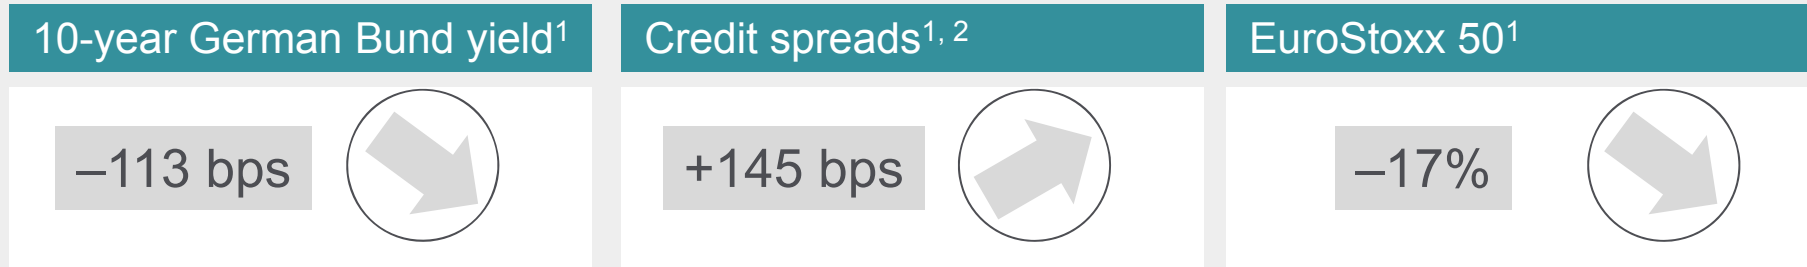 10-year German Bund yield¹
Credit spreads¹, ²
EuroStoxx 50¹
–113 bps
+145 bps
–17%